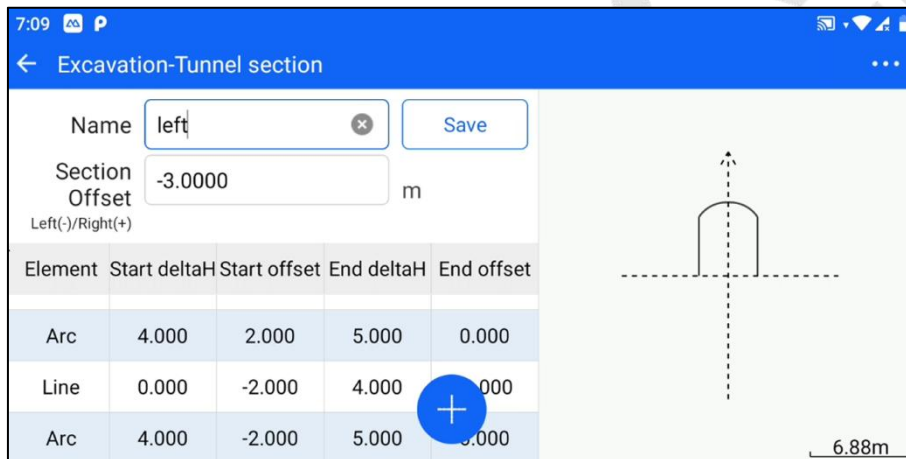 7:09
Excavation-Tunnel section
Name left Save
Section Offset -3.0000 m
Left(-)/Right(+)
Element Start deltaH Start offset End deltaH End offset
Arc 4.000 2.000 5.000 0.000
Line 0.000 -2.000 4.000
Arc 4.000 -2.000 5.000
6.88m